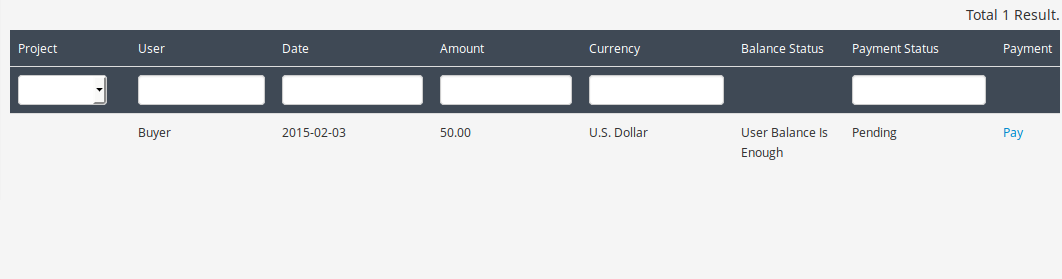 Total 1 Result.
Project User Date Amount Currency Balance Status Payment Status Payment
Buyer 2015-02-03 50.00 U.S. Dollar User Balance Is Pending Pay
Enough